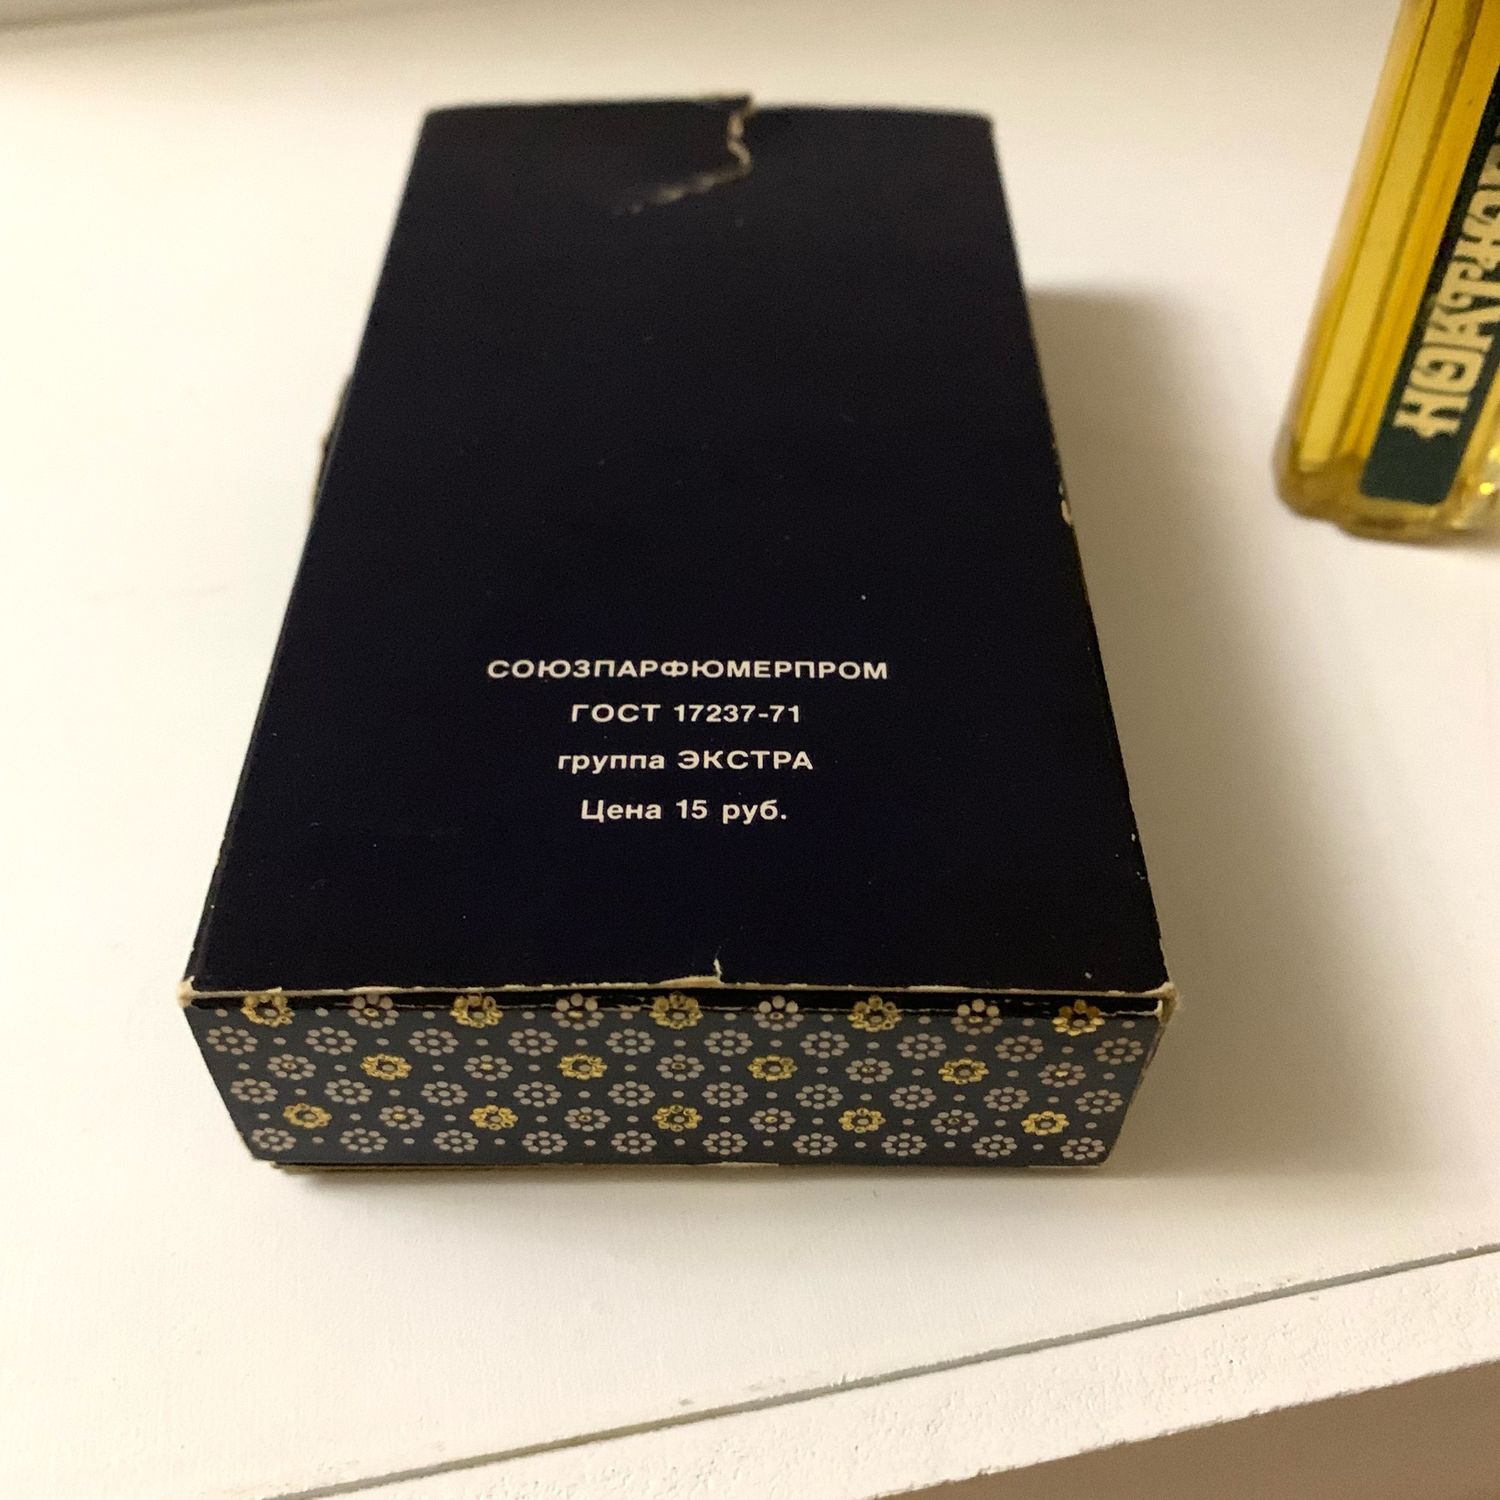 СОЮЗПАРФЮМЕРПРОМ
ГОСТ 17237-71
группа ЭКСТРА
Цена 15 руб.